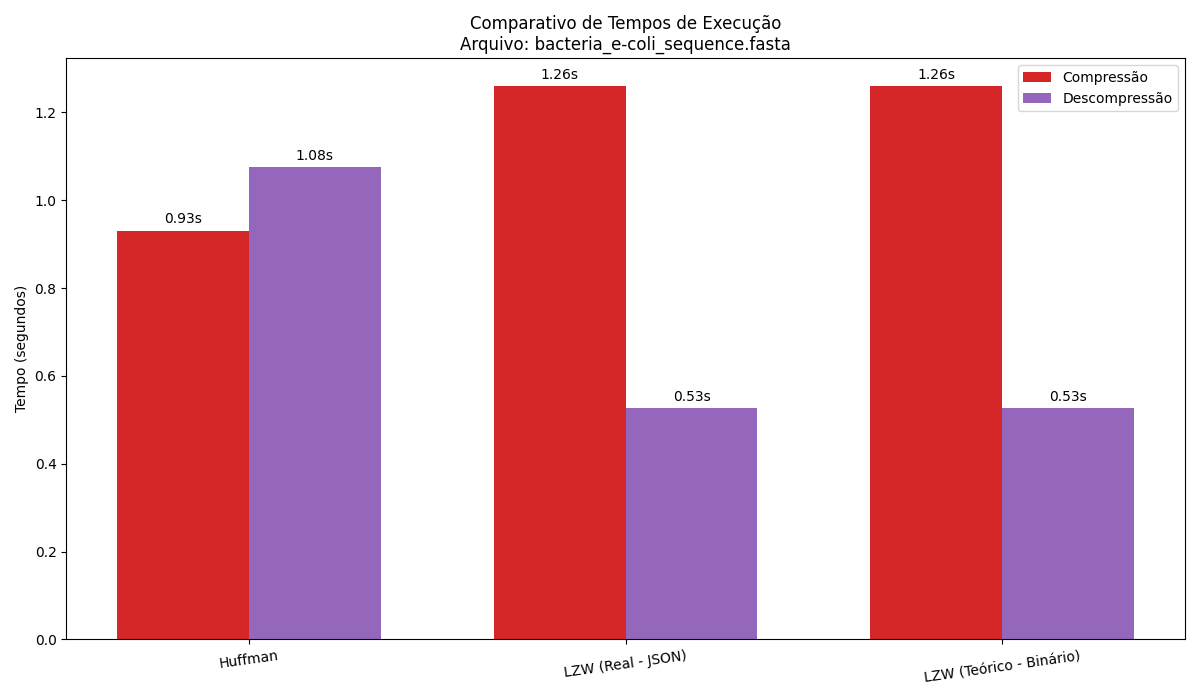 Comparativo de Tempos de Execução
Arquivo: bacteria_e-coli_sequence.fasta
Compressão
Descompressão
Tempo (segundos)
1.2
1.0
0.8
0.6
0.4
0.2
0.0
0.93s
1.08s
1.26s
0.53s
1.26s
0.53s
Huffman
LZW (Real - JSON)
LZW (Teórico - Binário)